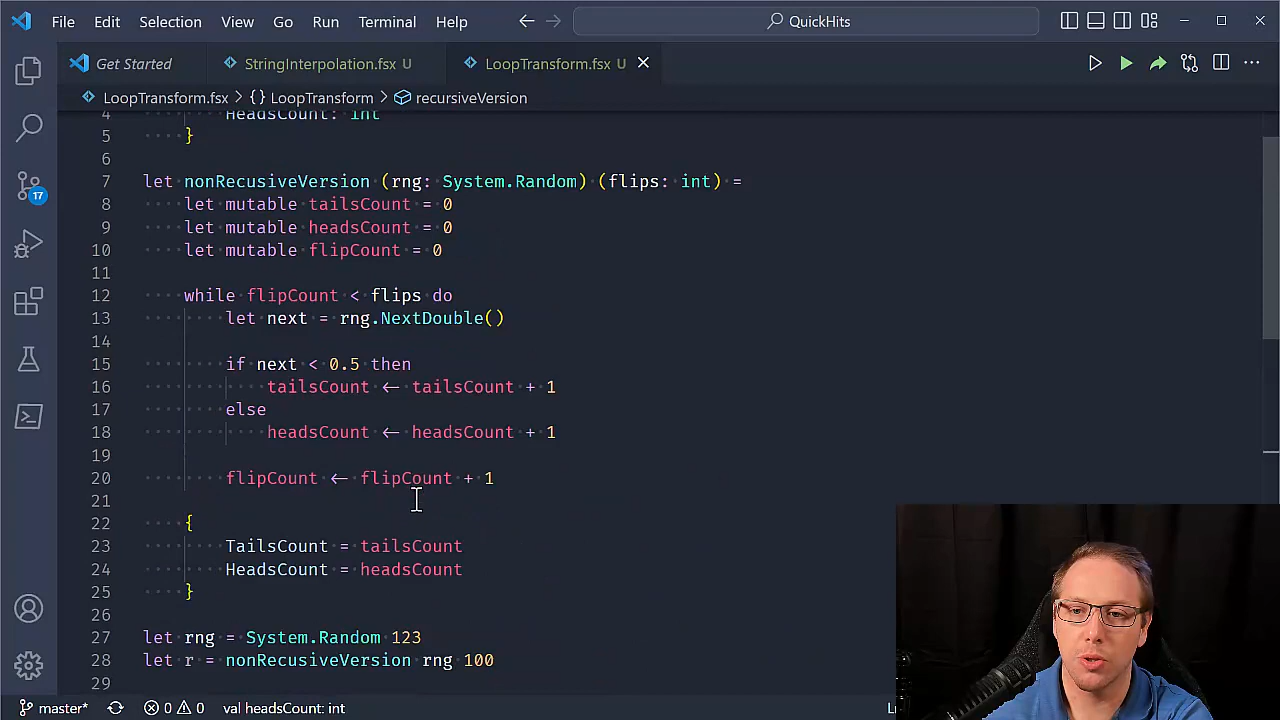 File Edit Selection View Go Run Terminal Help QuickHits
Get Started StringInterpolation.fsx U LoopTransform.fsx U
LoopTransform.fsx > {} LoopTransform > recursiveVersion
4 HeadsCount: int
5 }
6
7 let nonRecusiveVersion (rng: System.Random) (flips: int) =
8 let mutable tailsCount = 0
9 let mutable headsCount = 0
10 let mutable flipCount = 0
11
12 while flipCount < flips do
13 let next = rng.NextDouble()
14
15 if next < 0.5 then
16 tailsCount <- tailsCount + 1
17 else
18 headsCount <- headsCount + 1
19
20 flipCount <- flipCount + 1
21
22 {
23 TailsCount = tailsCount
24 HeadsCount = headsCount
25 }
26
27 let rng = System.Random 123
28 let r = nonRecusiveVersion rng 100
29
17
master* 0 0 val headsCount: int